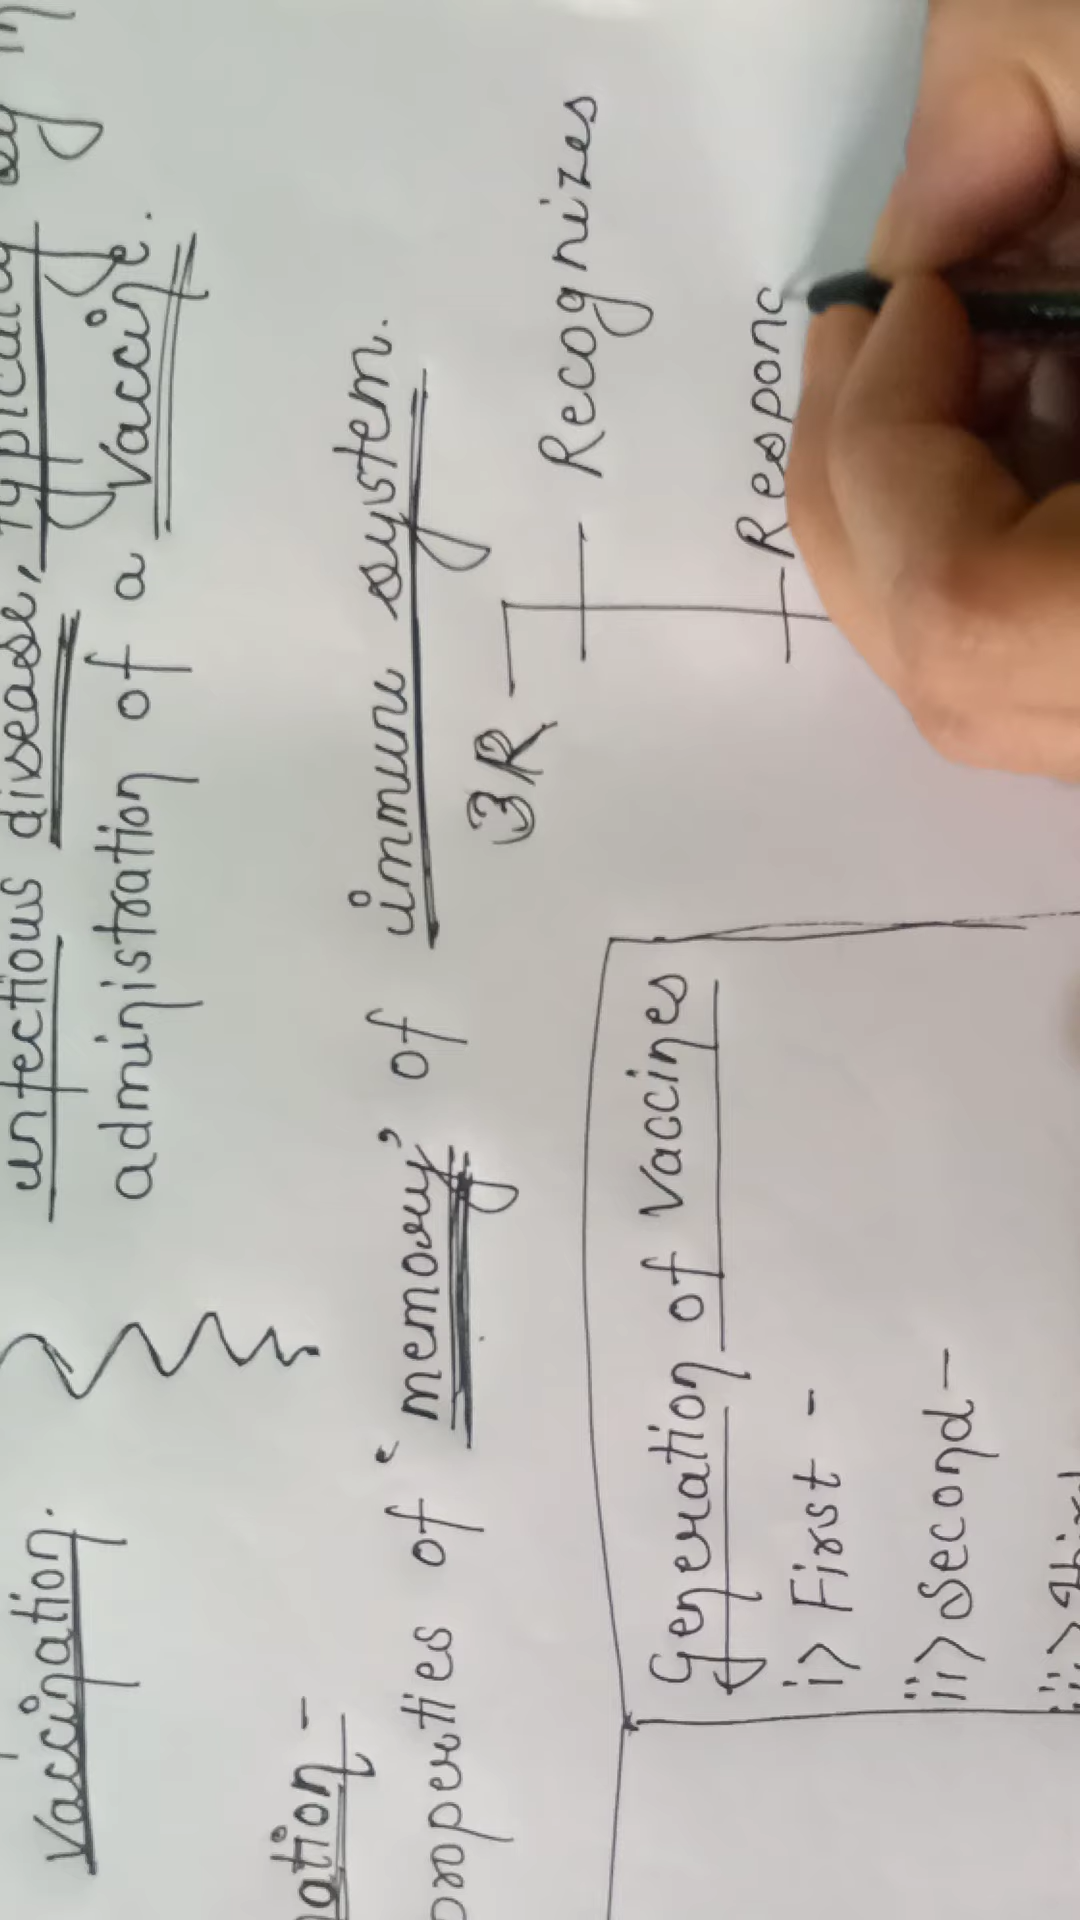 infectious disease, typically by
Vaccination. administration of a Vaccine.
properties of 'memory' of immune system.
3R
Recognizes
Respond
Generation of Vaccines
i> First -
ii> Second -